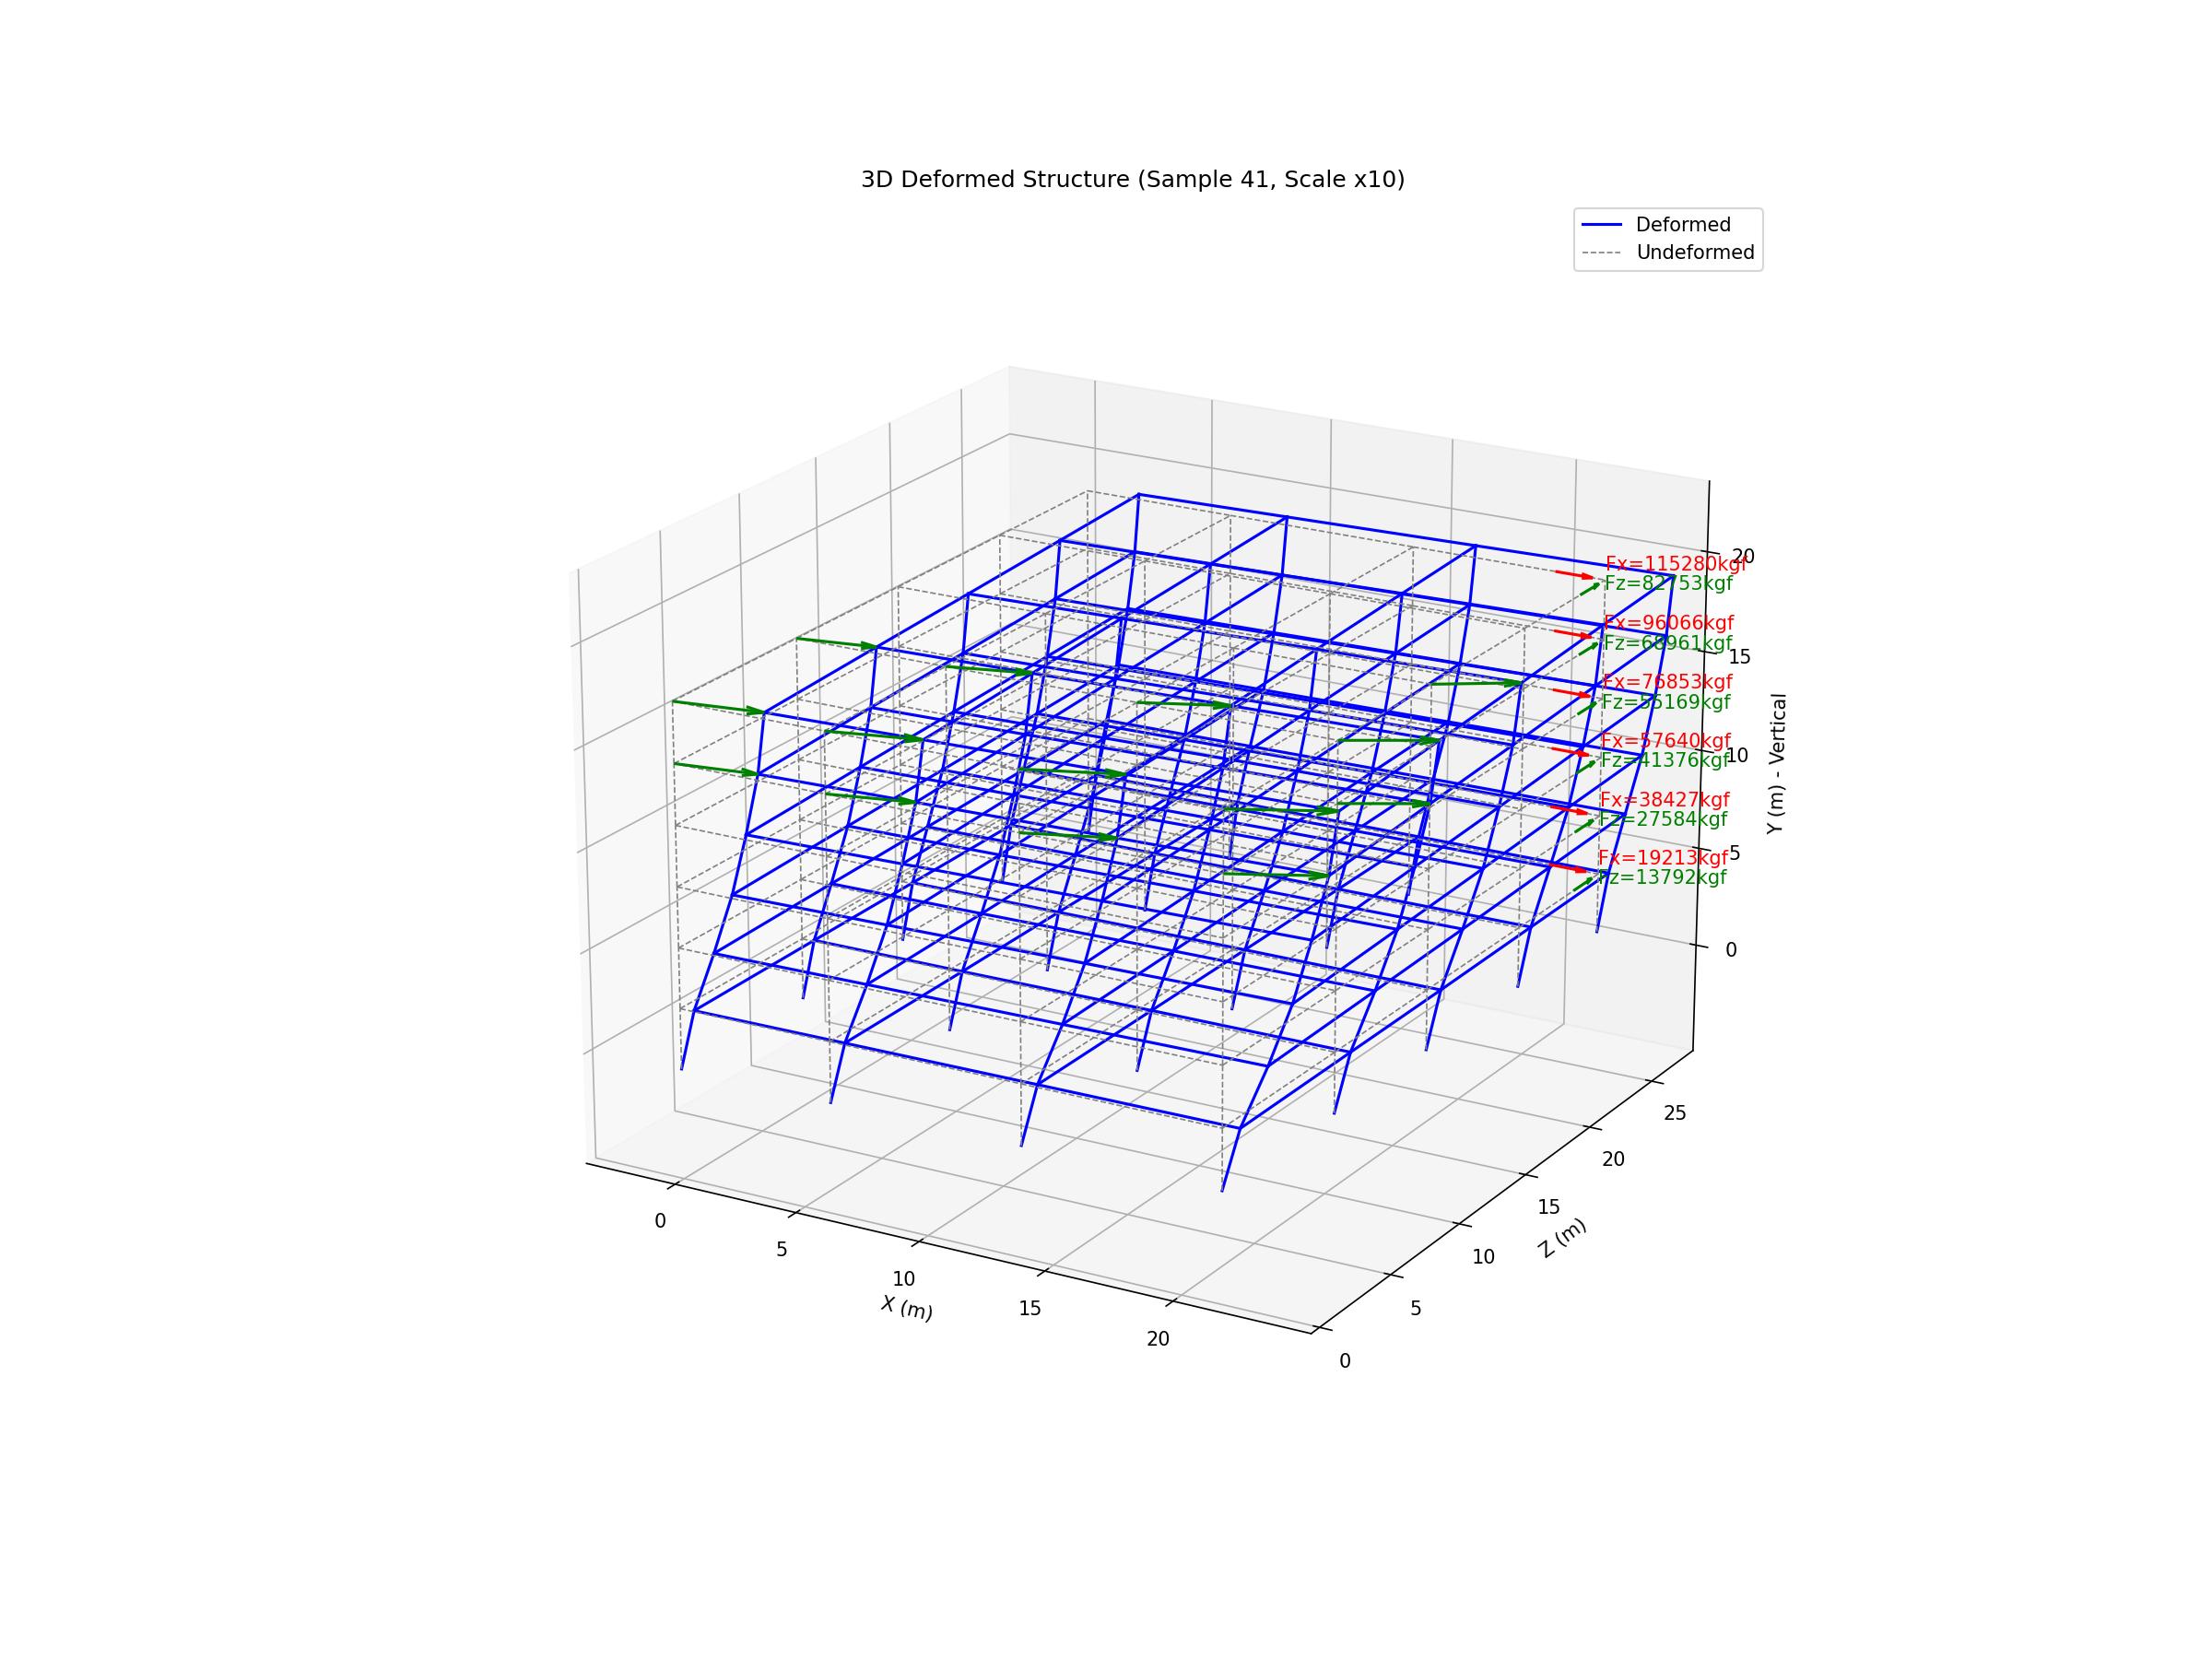 3D Deformed Structure (Sample 41, Scale x10)
Deformed
Undeformed
Fx=115280kgf
Fz=82753kgf
Fx=96066kgf
Fz=68961kgf
Fx=76853kgf
Fz=55169kgf
Fx=57640kgf
Fz=41376kgf
Fx=38427kgf
Fz=27584kgf
Fx=19213kgf
Fz=13792kgf
20
15
10
5
0
Y (m) - Vertical
0
5
10
15
20
X (m)
0
5
10
15
20
25
Z (m)